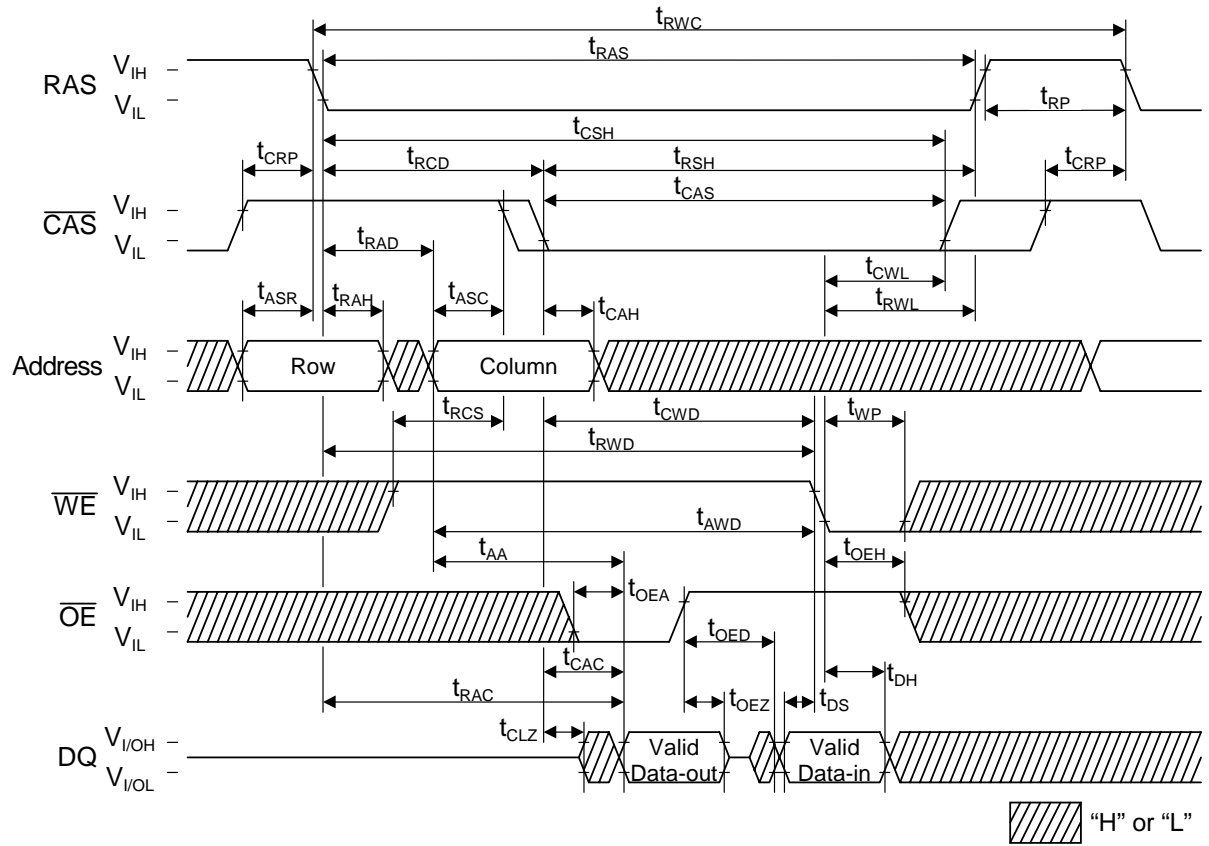 tRWC
tRAS
RAS
VIH
VIL
tRP
tCSH
tCRP
tRCD
tRSH
tCRP
tCAS
CAS
VIH
VIL
tRAD
tCWL
tASR
tRAH
tASC
tCAH
tRWL
Address
VIH
VIL
Row
Column
tRCS
tCWD
tWP
tRWD
WE
VIH
VIL
tAWD
tAA
tOEH
OE
VIH
VIL
tOEA
tOED
tCAC
tDH
tRAC
tOEZ
tDS
tCLZ
DQ
VI/OH
VI/OL
Valid
Data-out
Valid
Data-in
“H” or “L”